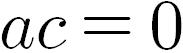 ac = 0